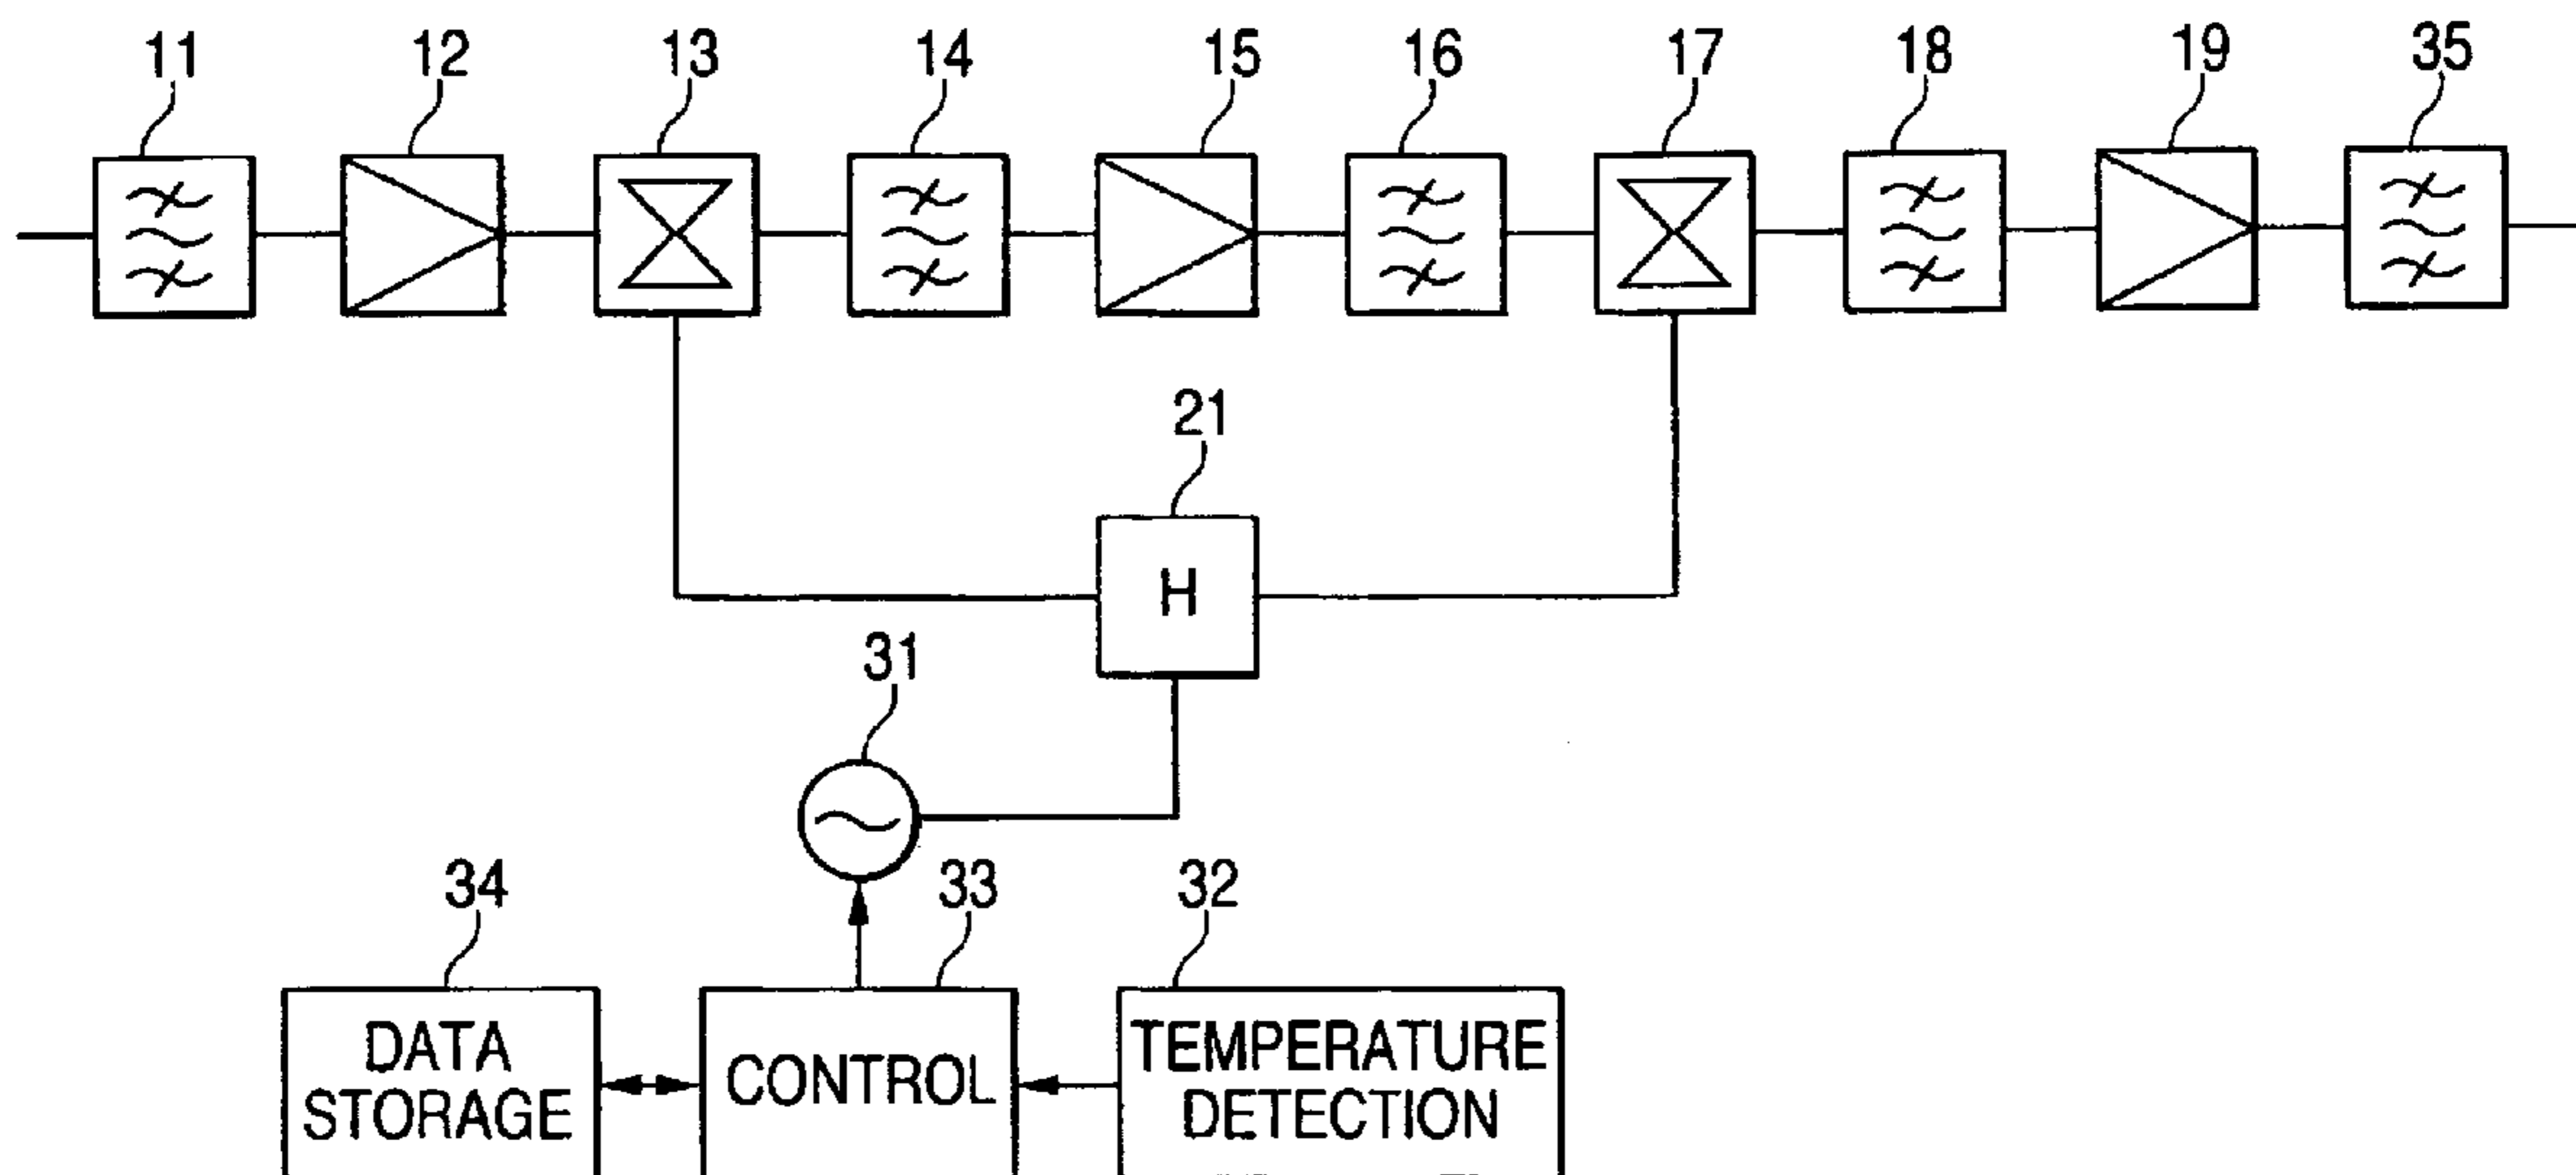 11 12 13 14 15 16 17 18 19 35
21
H
31
34 33 32
DATA
STORAGE
CONTROL
TEMPERATURE
DETECTION